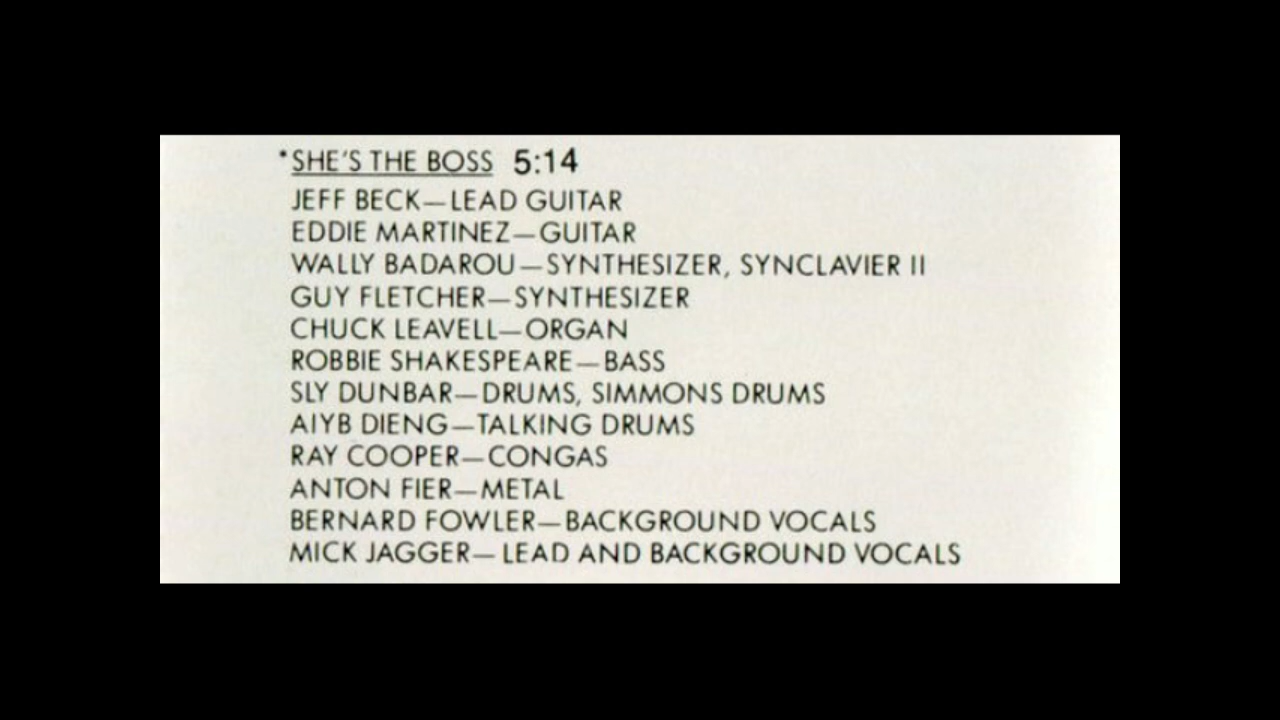 *SHE'S THE BOSS 5:14
JEFF BECK—LEAD GUITAR
EDDIE MARTINEZ—GUITAR
WALLY BADAROU—SYNTHESIZER, SYNCLAVIER II
GUY FLETCHER—SYNTHESIZER
CHUCK LEAVELL—ORGAN
ROBBIE SHAKESPEARE—BASS
SLY DUNBAR—DRUMS, SIMMONS DRUMS
AIYB DIENG—TALKING DRUMS
RAY COOPER—CONGAS
ANTON FIER—METAL
BERNARD FOWLER—BACKGROUND VOCALS
MICK JAGGER—LEAD AND BACKGROUND VOCALS